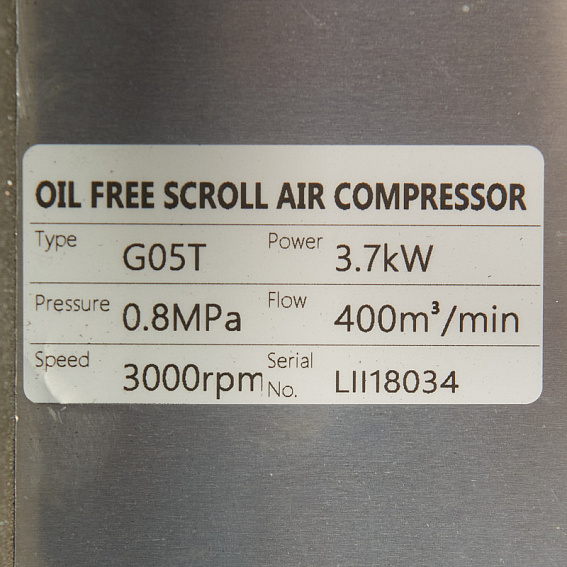 OIL FREE SCROLL AIR COMPRESSOR
Type G05T Power 3.7kW
Pressure 0.8MPa Flow 400m³/min
Speed 3000rpm Serial No. LII18034